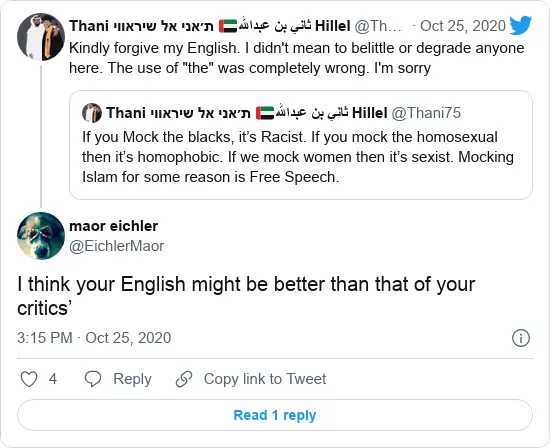 Thani ת׳אני אל שיראווי 🇦🇪ثاني بن عبدالله Hillel @Th... · Oct 25, 2020
Kindly forgive my English. I didn't mean to belittle or degrade anyone
here. The use of "the" was completely wrong. I'm sorry
Thani ת׳אני אל שיראווי 🇦🇪ثاني بن عبدالله Hillel @Thani75
If you Mock the blacks, it’s Racist. If you mock the homosexual
then it’s homophobic. If we mock women then it’s sexist. Mocking
Islam for some reason is Free Speech.
maor eichler
@EichlerMaor
I think your English might be better than that of your
critics’
3:15 PM · Oct 25, 2020
4 Reply Copy link to Tweet
Read 1 reply